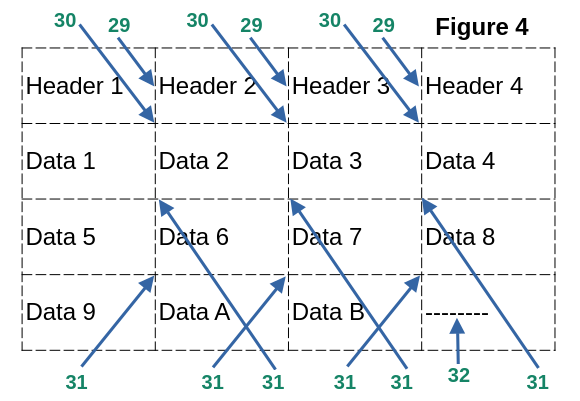 30 29 30 29 30 29 Figure 4
Header 1 Header 2 Header 3 Header 4
Data 1 Data 2 Data 3 Data 4
Data 5 Data 6 Data 7 Data 8
Data 9 Data A Data B --------
31 31 31 31 31 32 31